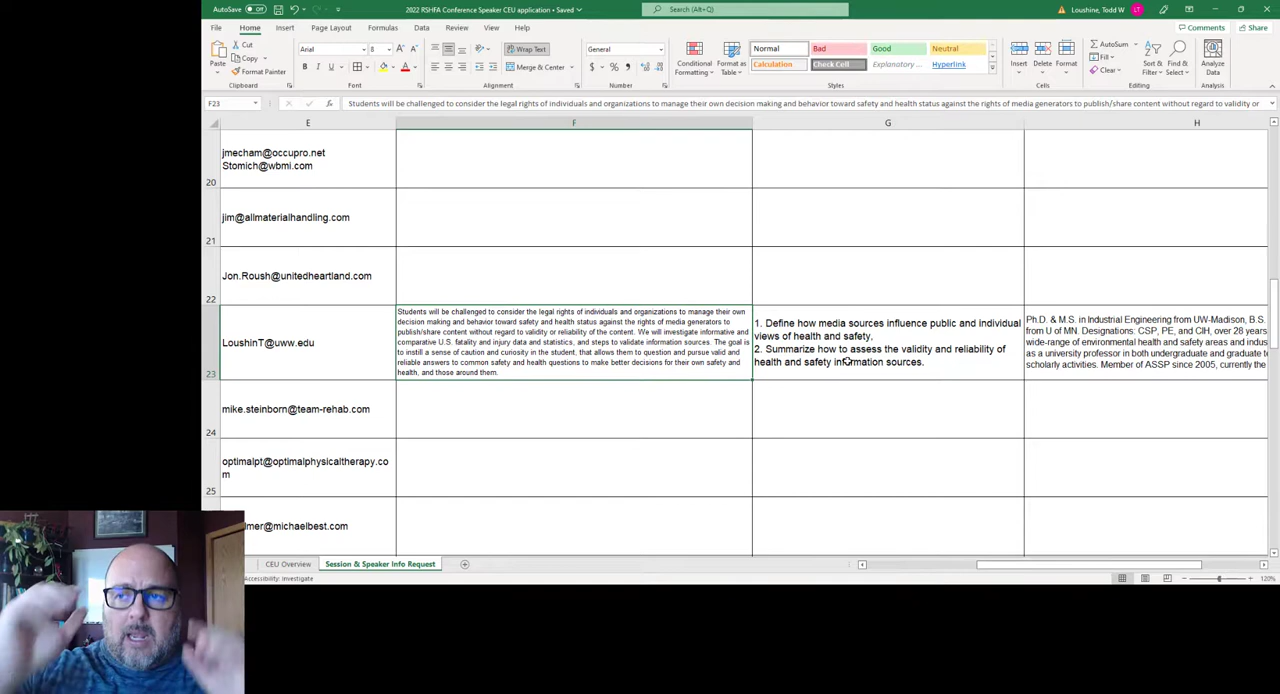 AutoSave Off 2022 RSHFA Conference Speaker CEU application • Saved Search (Alt+Q) Loushine, Todd W LT
File Home Insert Page Layout Formulas Data Review View Help Comments Share
Paste Cut Copy Format Painter Clipboard
Arial 8 Font
Wrap Text Merge & Center Alignment
General Number
Conditional Formatting Format as Table
Normal Bad Good Neutral
Calculation Check Cell Explanatory ... Hyperlink
Styles
Insert Delete Format Cells
AutoSum Fill Clear Sort & Filter Find & Select Editing
Analyze Data Analysis
F23 fx Students will be challenged to consider the legal rights of individuals and organizations to manage their own decision making and behavior toward safety and health status against the rights of media generators to publish/share content without regard to validity or
E F G H
jmecham@occupro.net
Stomich@wbmi.com
20
jim@allmaterialhandling.com
21
Jon.Roush@unitedheartland.com
22
LoushinT@uww.edu
23
Students will be challenged to consider the legal rights of individuals and organizations to manage their own
decision making and behavior toward safety and health status against the rights of media generators to
publish/share content without regard to validity or reliability of the content. We will investigate informative and
comparative U.S. fatality and injury data and statistics, and steps to validate information sources. The goal is
to instill a sense of caution and curiosity in the student, that allows them to question and pursue valid and
reliable answers to common safety and health questions to make better decisions for their own safety and
health, and those around them.
1. Define how media sources influence public and individual
views of health and safety,
2. Summarize how to assess the validity and reliability of
health and safety information sources.
Ph.D. & M.S. in Industrial Engineering from UW-Madison, B.S.
from U of MN. Designations: CSP, PE, and CIH, over 28 years
wide-range of environmental health and safety areas and indus
as a university professor in both undergraduate and graduate t
scholarly activities. Member of ASSP since 2005, currently the
mike.steinborn@team-rehab.com
24
optimalpt@optimalphysicaltherapy.co
m
25
lmer@michaelbest.com
CEU Overview Session & Speaker Info Request
Accessibility: Investigate 120%